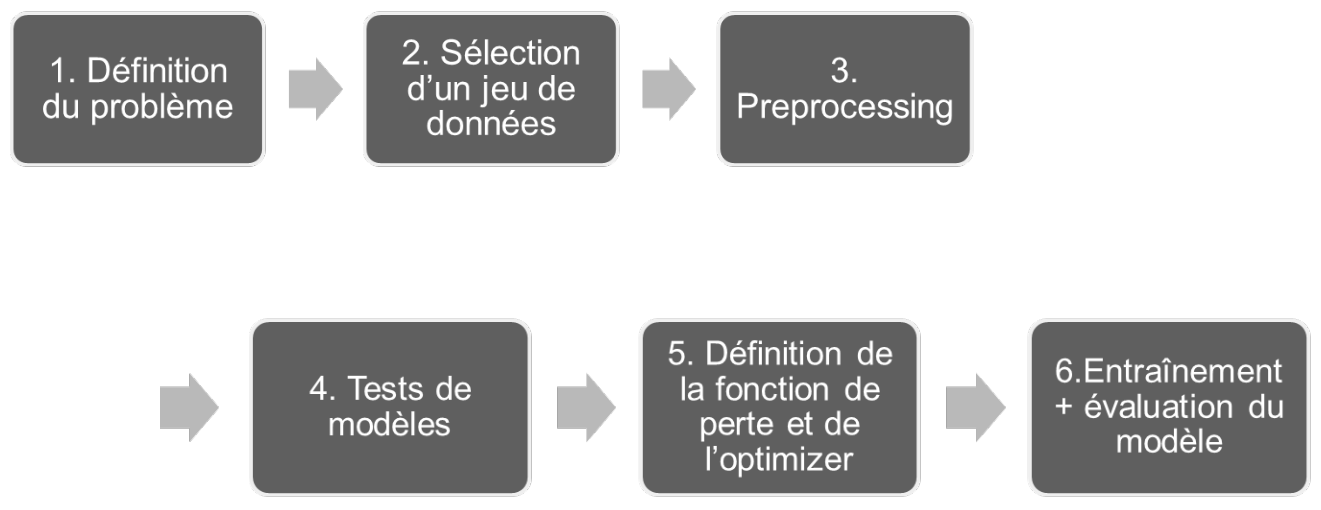 1. Définition
du problème
2. Sélection
d'un jeu de
données
3.
Preprocessing
4. Tests de
modèles
5. Définition de
la fonction de
perte et de
l'optimizer
6.Entraînement
+ évaluation du
modèle